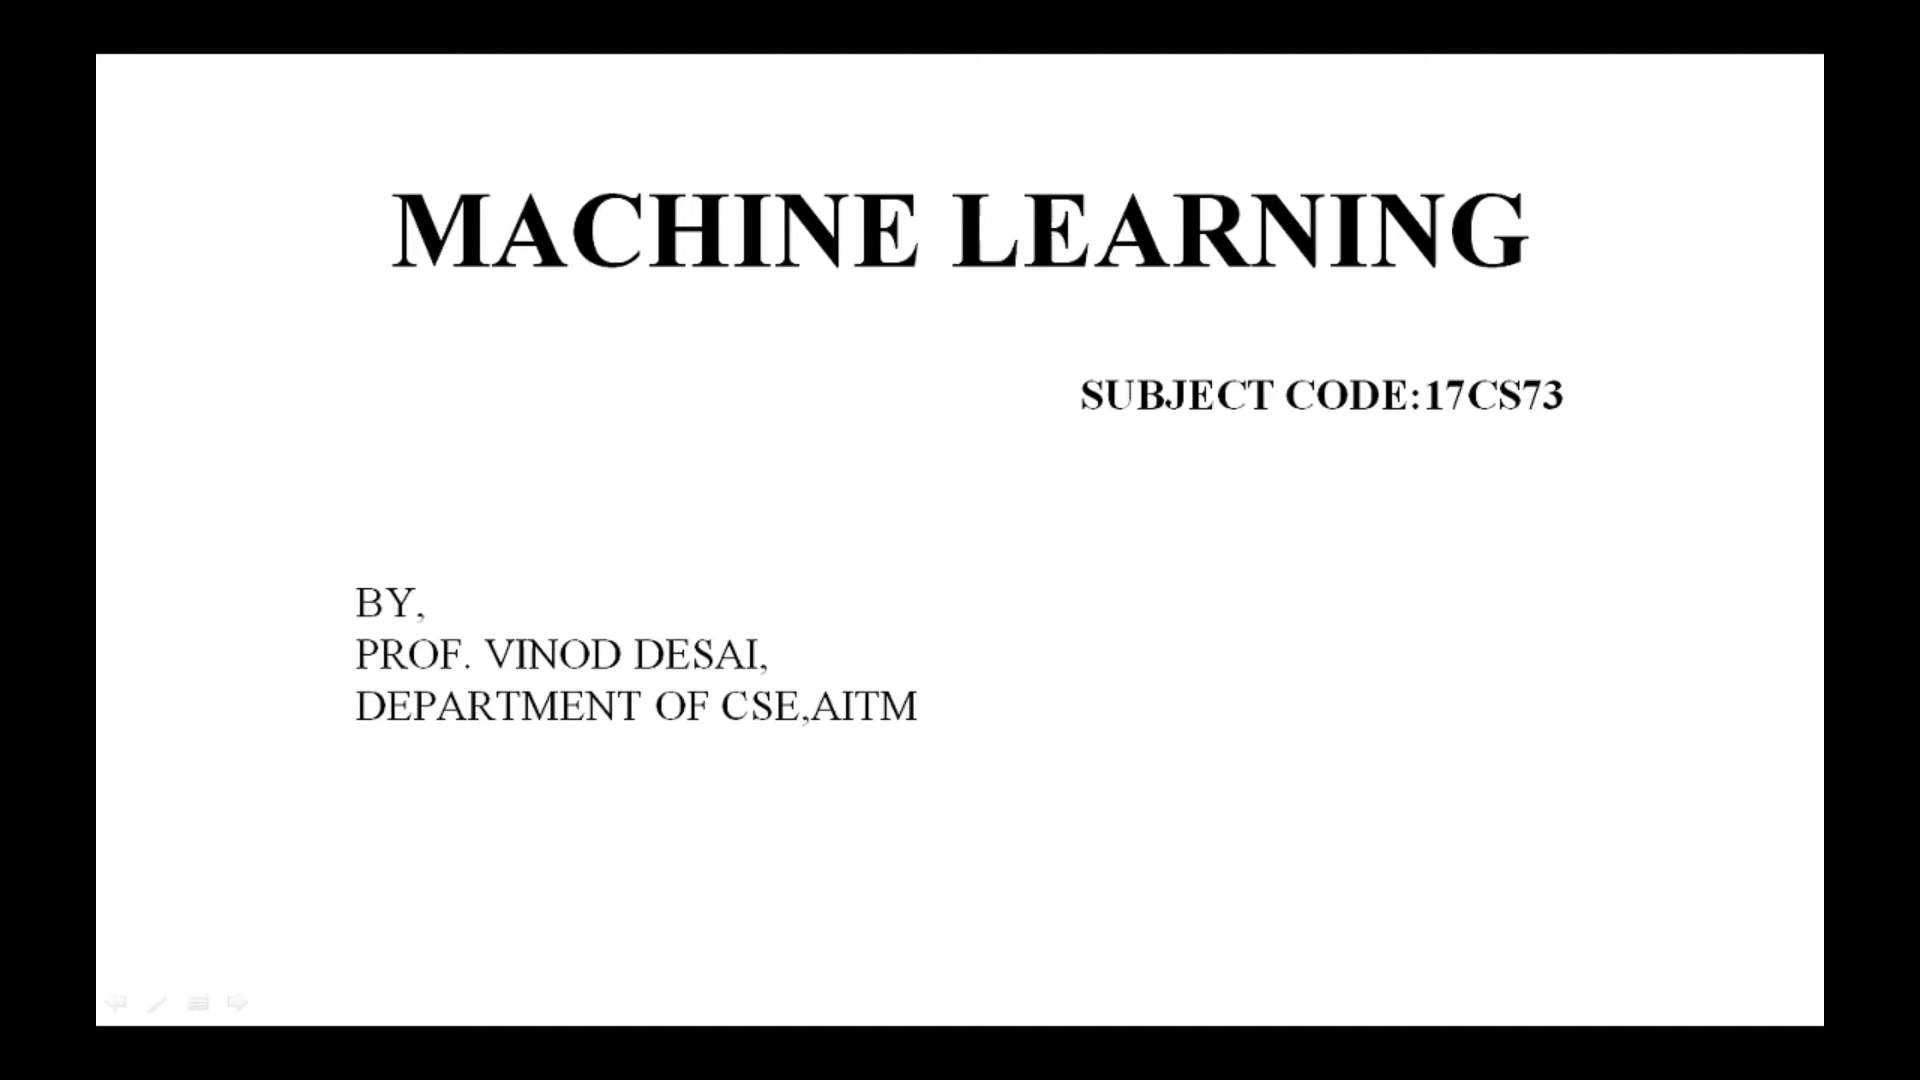 MACHINE LEARNING
SUBJECT CODE:17CS73
BY,
PROF. VINOD DESAI,
DEPARTMENT OF CSE,AITM